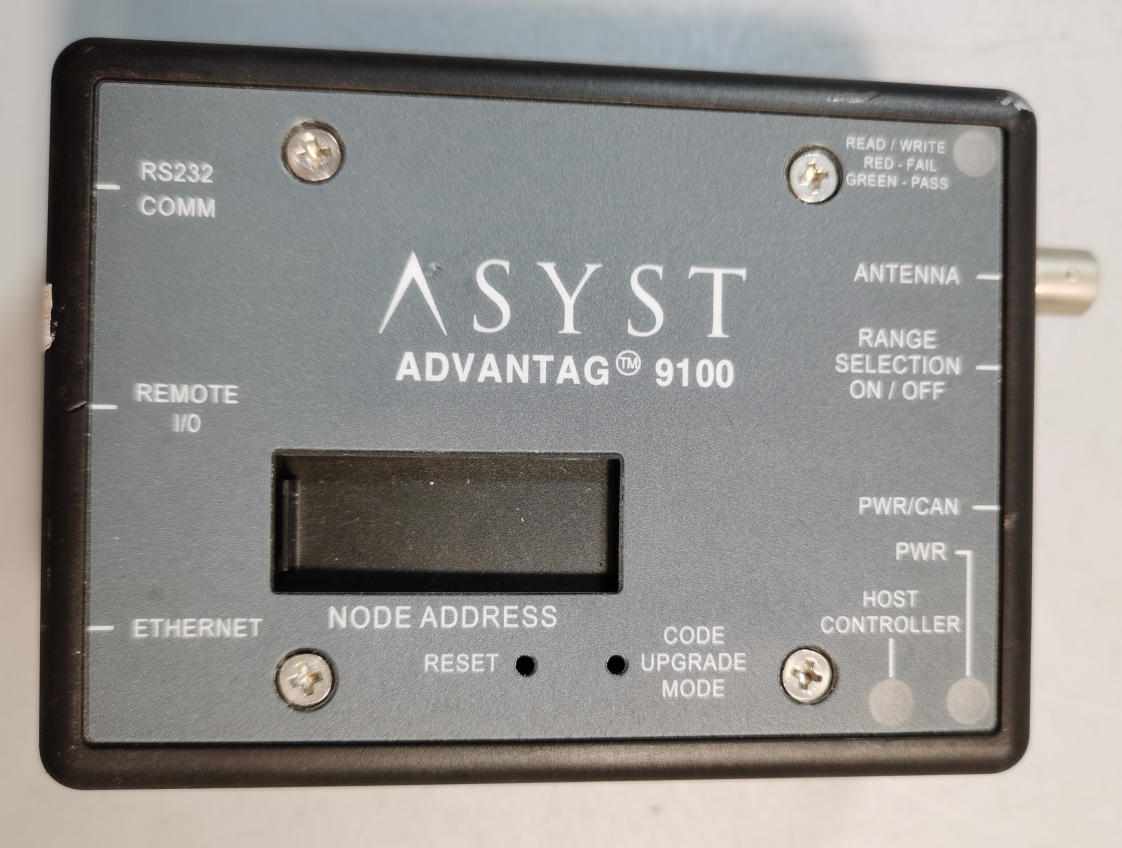 RS232
COMM
READ / WRITE
RED - FAIL
GREEN - PASS
ASYST
ADVANTAG™ 9100
ANTENNA
RANGE
SELECTION
ON / OFF
REMOTE
I/0
PWR/CAN
PWR
HOST
CONTROLLER
NODE ADDRESS
ETHERNET
RESET
CODE
UPGRADE
MODE